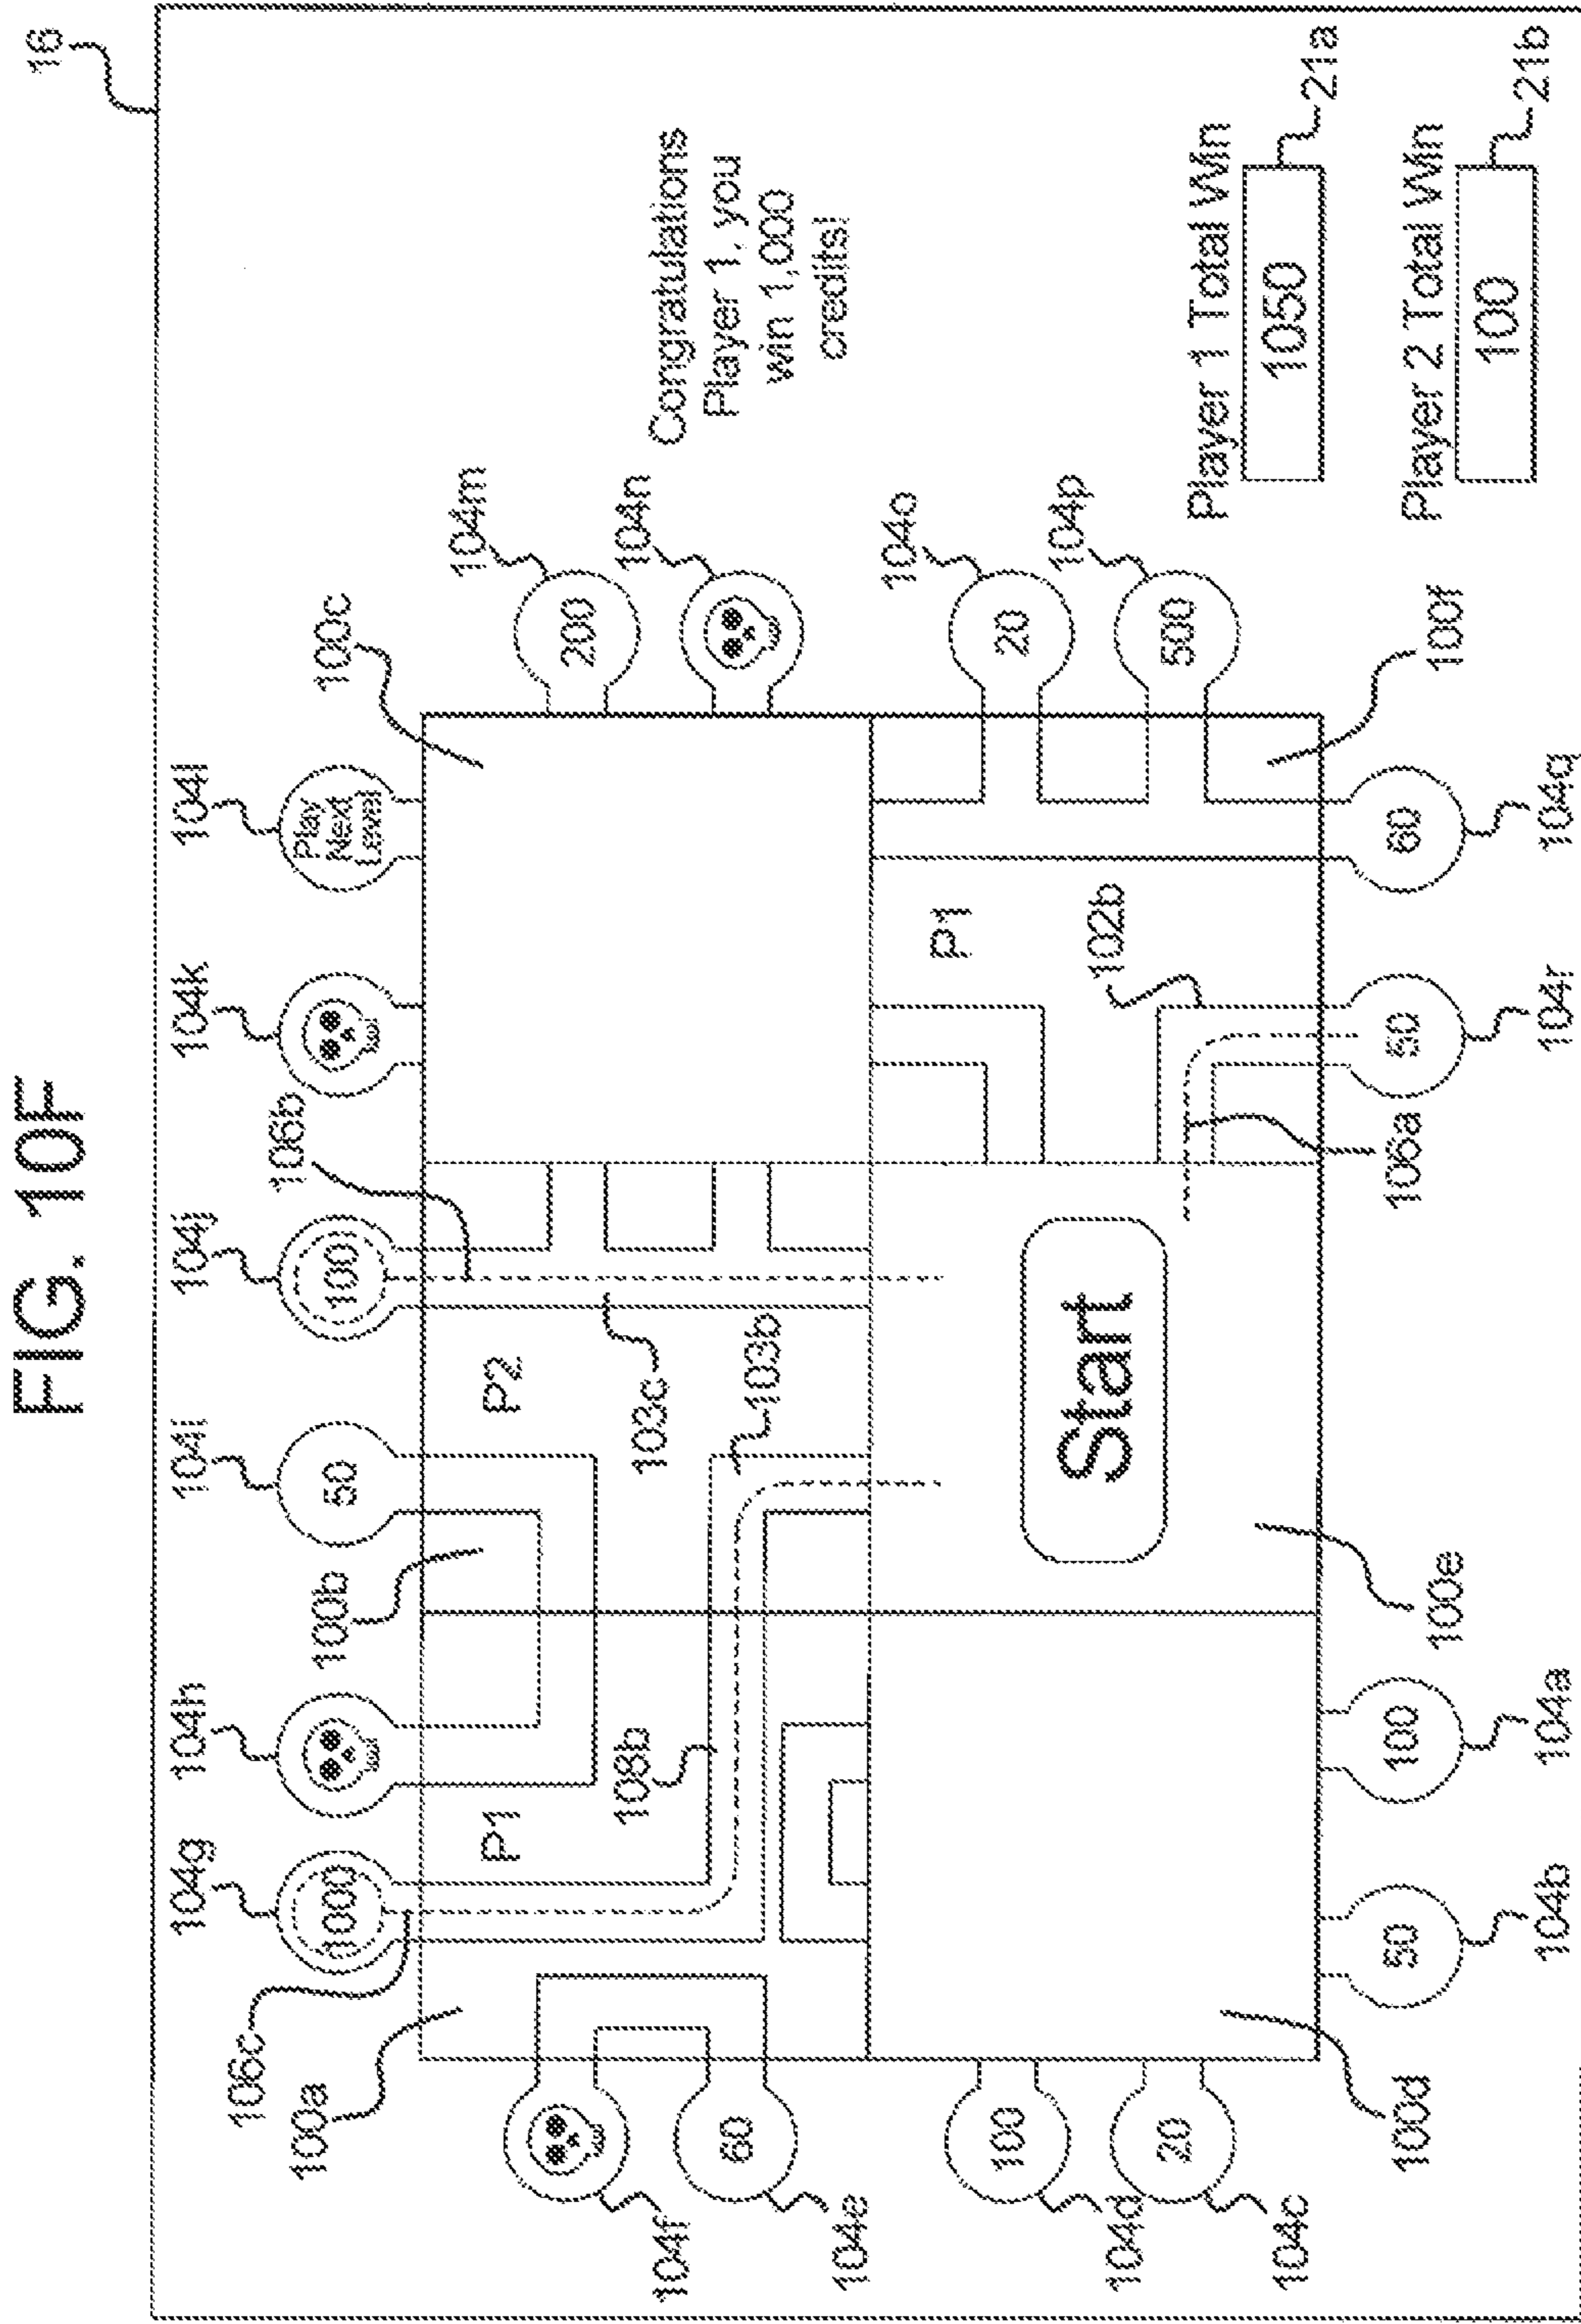 FIG. 10F
16
104g
104h
104i
104j
104k
104l
1000
50
100
Play
Next
Level
106c
106b
100a
100b
100c
104f
104m
200
P1
P2
Congratulations
Player 1, you
win 1,000
credits!
104n
60
104e
108b
103c
103b
104d
100
104o
20
P1
104c
20
Start
102b
104p
500
Player 1 Total Win
1050
21a
100d
100e
106a
100f
50
100
50
60
Player 2 Total Win
100
21b
104b
104a
104r
104q